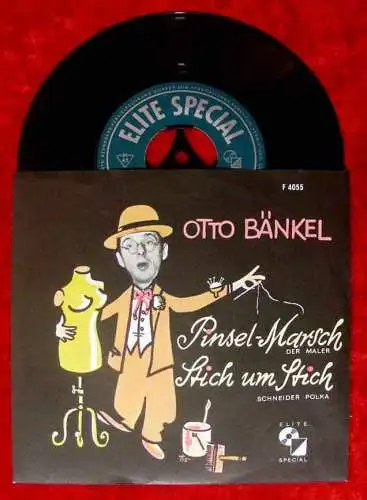 ELITE SPECIAL
F 4055
OTTO BÄNKEL
Pinsel-Marsch
DER MALER
Stich um Stich
SCHNEIDER POLKA
ELITE
SPECIAL